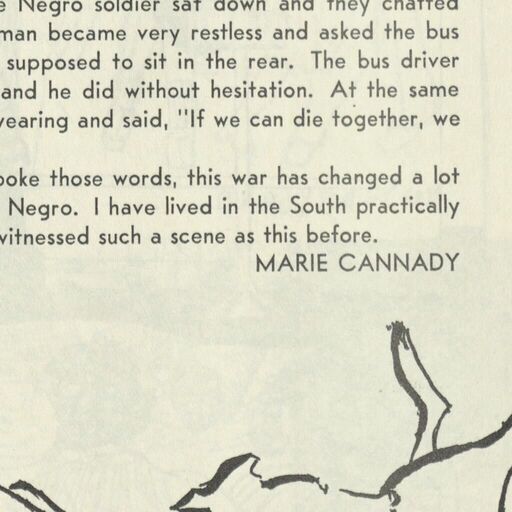 Negro soldier sat down and they chatted
man became very restless and asked the bus
supposed to sit in the rear. The bus driver
and he did without hesitation. At the same
wearing and said, "If we can die together, we
spoke those words, this war has changed a lot
Negro. I have lived in the South practically
witnessed such a scene as this before.
MARIE CANNADY